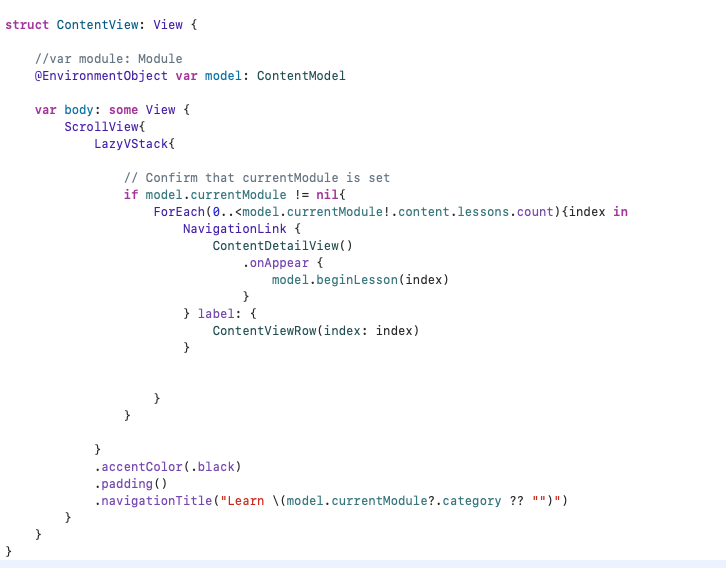 struct ContentView: View {
//var module: Module
@EnvironmentObject var model: ContentModel
var body: some View {
ScrollView{
LazyVStack{
// Confirm that currentModule is set
if model.currentModule != nil{
ForEach(0..<model.currentModule!.content.lessons.count){index in
NavigationLink {
ContentDetailView()
.onAppear {
model.beginLesson(index)
}
} label: {
ContentViewRow(index: index)
}
}
}
}
.accentColor(.black)
.padding()
.navigationTitle("Learn \(model.currentModule?.category ?? "")")
}
}
}